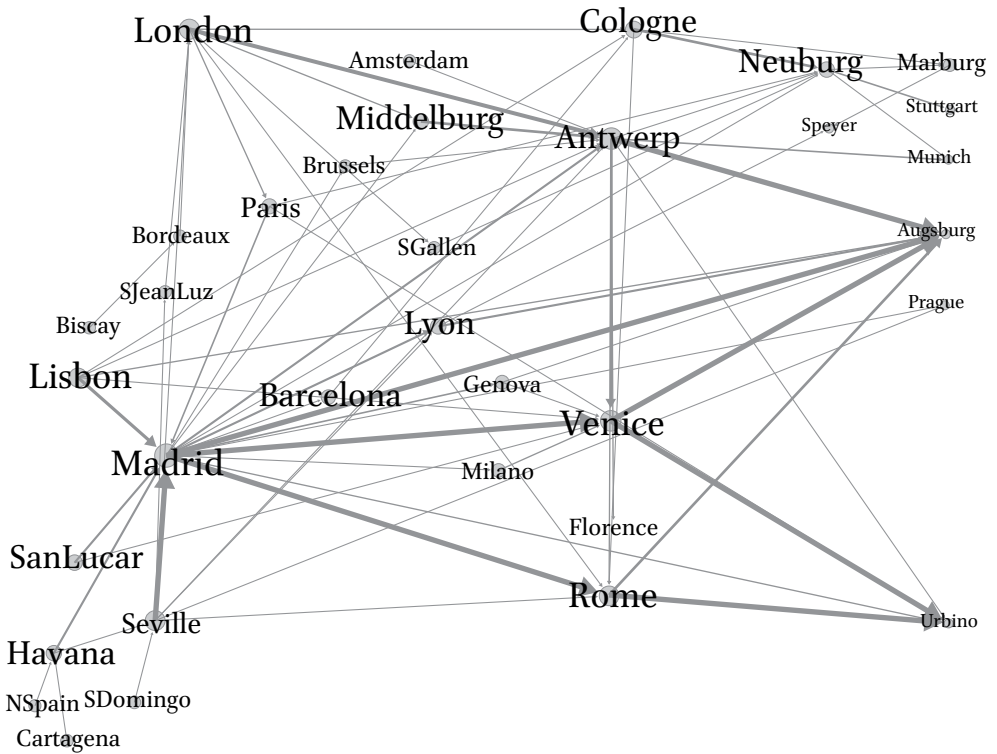 London
Cologne
Amsterdam
Neuburg
Marburg
Stuttgart
Middelburg
Antwerp
Speyer
Munich
Brussels
Paris
Bordeaux
SGallen
Augsburg
SJeanLuz
Prague
Biscay
Lyon
Lisbon
Genova
Barcelona
Venice
Madrid
Milano
Florence
SanLucar
Rome
Seville
Urbino
Havana
NSpain
SDomingo
Cartagena